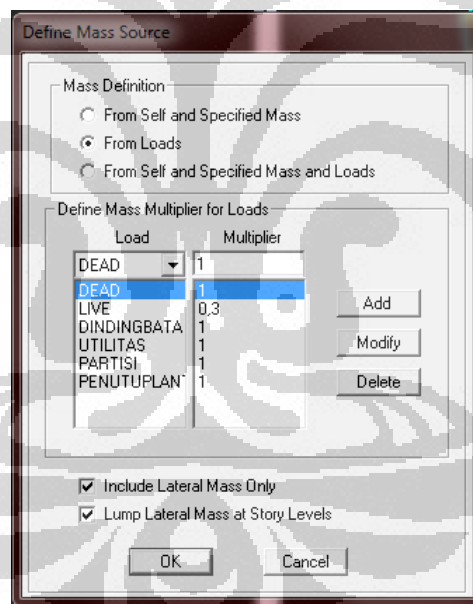 Define Mass Source
Mass Definition
From Self and Specified Mass
From Loads
From Self and Specified Mass and Loads
Define Mass Multiplier for Loads
Load Multiplier
DEAD 1
DEAD 1
LIVE 0,3
DINDINGBATA 1
UTILITAS 1
PARTISI 1
PENUTUPLAN 1
Add
Modify
Delete
Include Lateral Mass Only
Lump Lateral Mass at Story Levels
OK Cancel